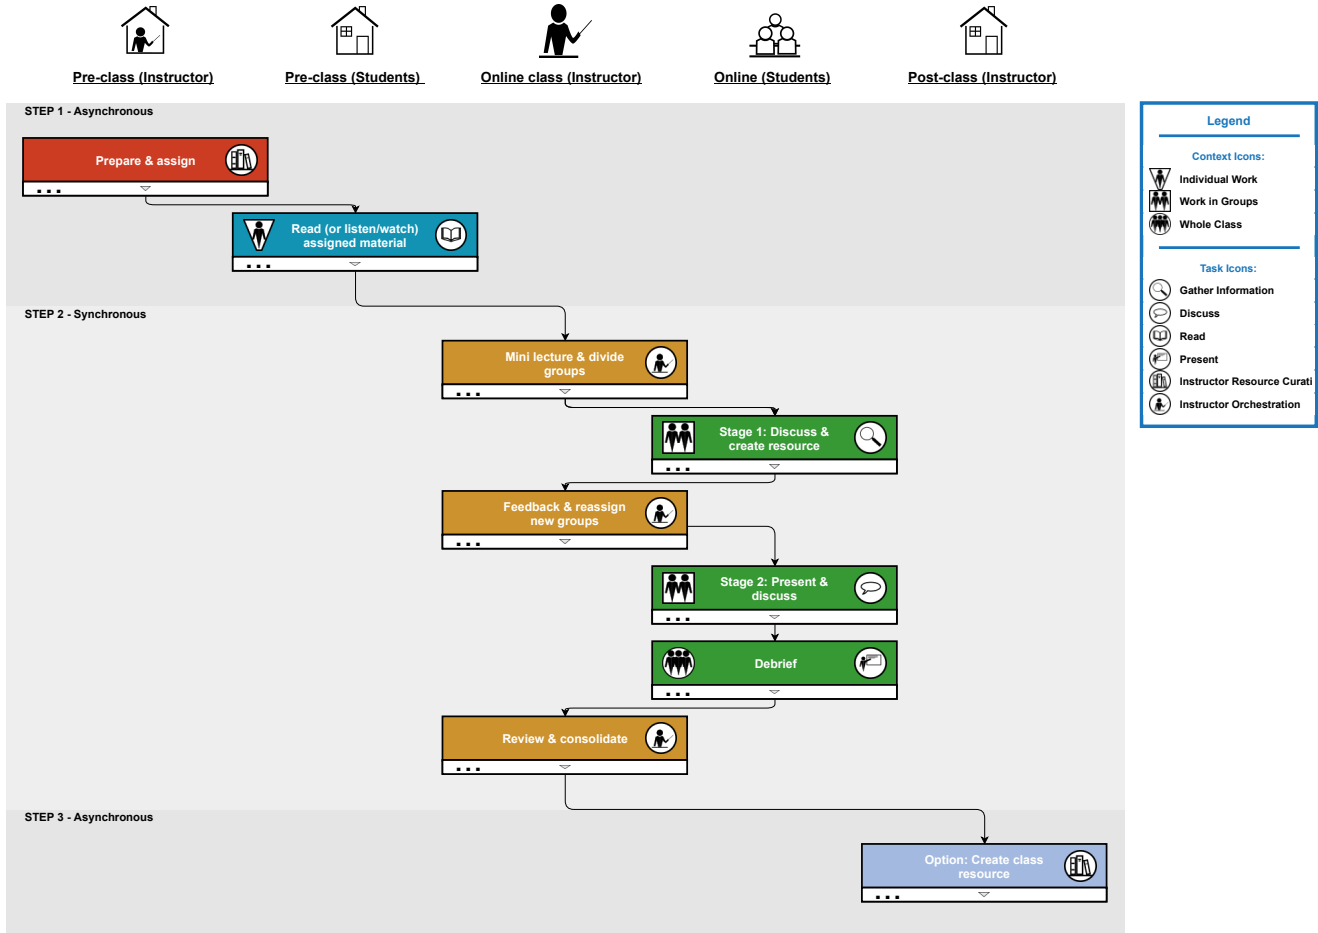 Pre-class (Instructor)
Pre-class (Students)
Online class (Instructor)
Online (Students)
Post-class (Instructor)
STEP 1 - Asynchronous
Prepare & assign
Read (or listen/watch)
assigned material
STEP 2 - Synchronous
Mini lecture & divide
groups
Stage 1: Discuss &
create resource
Feedback & reassign
new groups
Stage 2: Present &
discuss
Debrief
Review & consolidate
STEP 3 - Asynchronous
Option: Create class
resource
Legend
Context Icons:
Individual Work
Work in Groups
Whole Class
Task Icons:
Gather Information
Discuss
Read
Present
Instructor Resource Curati
Instructor Orchestration